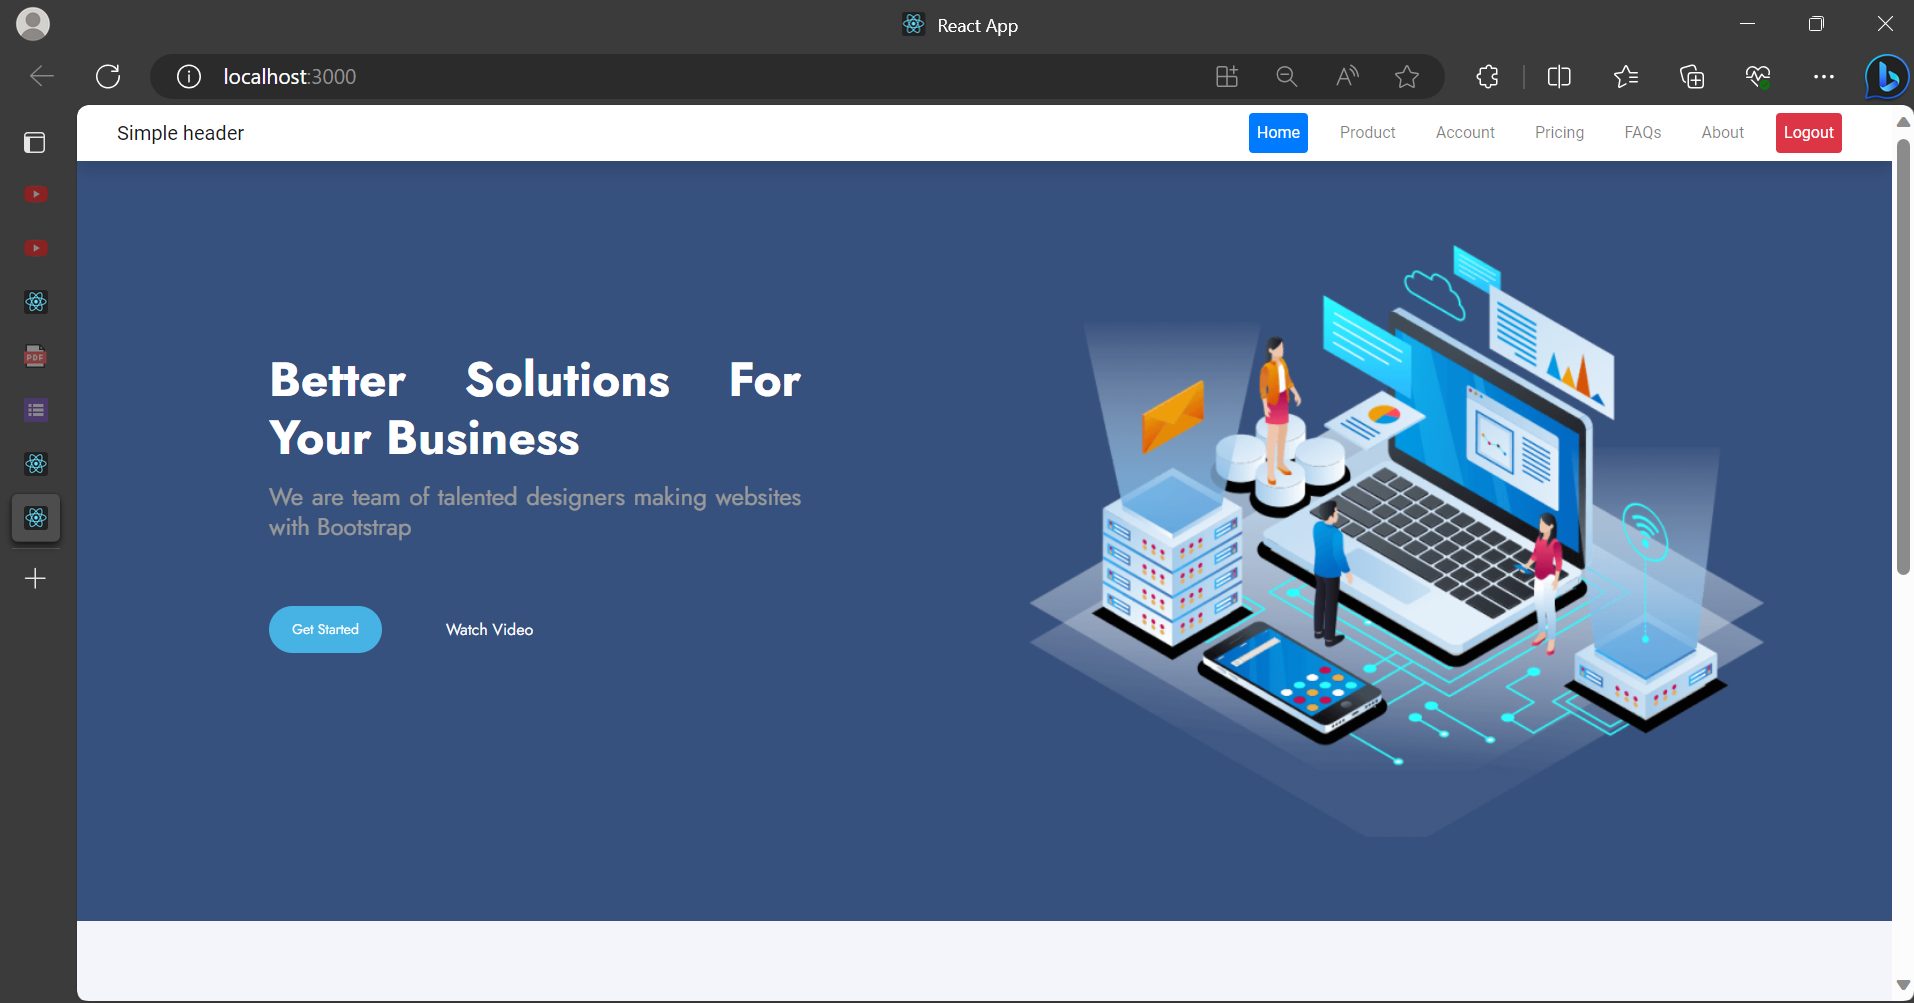 React App
localhost:3000
Simple header
Home Product Account Pricing FAQs About Logout
Better Solutions For
Your Business
We are team of talented designers making websites
with Bootstrap
Get Started Watch Video
PDF